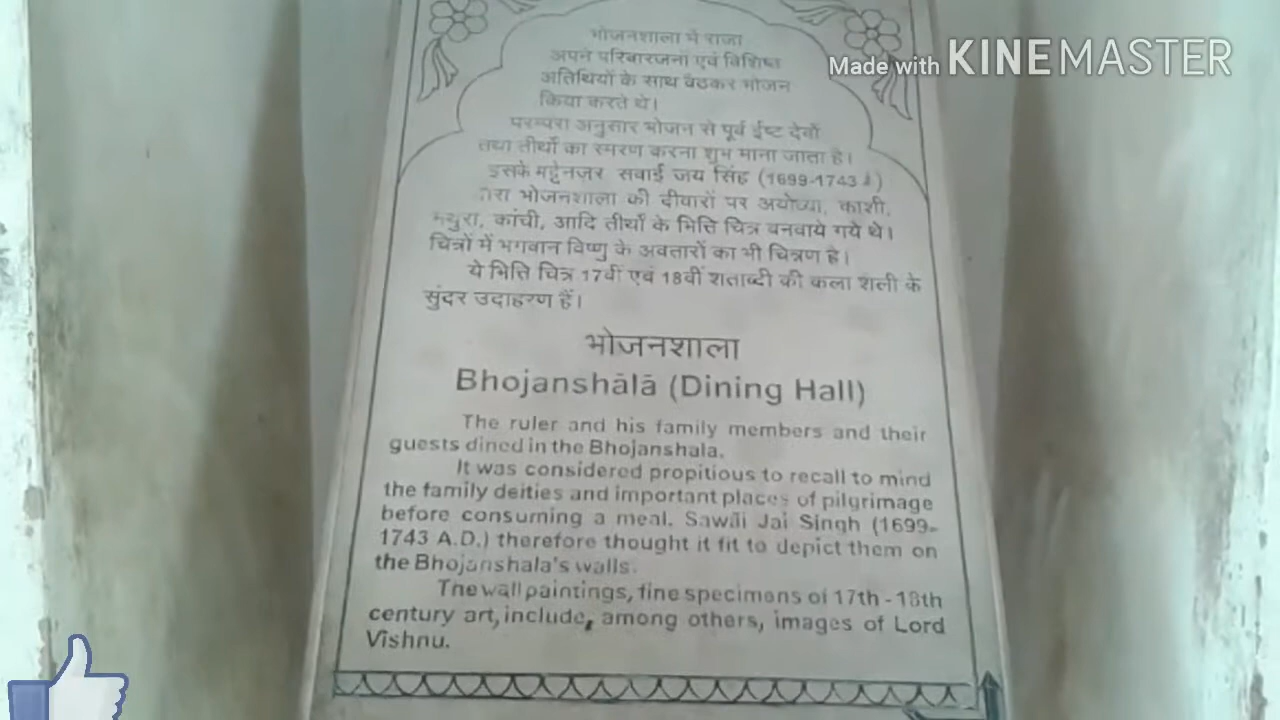 भोजनशाला में राजा
अपने परिवारजनों एवं विशिष्ट
अतिथियों के साथ बैठकर भोजन
किया करते थे।
परम्परा अनुसार भोजन से पूर्व ईष्ट देवों
तथा तीर्थों का स्मरण करना शुभ माना जाता है।
इसके मद्देनज़र सवाई जय सिंह (1699-1743 ई)
द्वारा भोजनशाला की दीवारों पर अयोध्या, काशी,
मथुरा, कांची, आदि तीर्थों के भित्ति चित्र बनवाये गये थे।
चित्रों में भगवान विष्णु के अवतारों का भी चित्रण है।
ये भित्ति चित्र 17वीं एवं 18वीं शताब्दी की कला शैली के
सुंदर उदाहरण हैं।
भोजनशाला
Bhojanshālā (Dining Hall)
The ruler and his family members and their
guests dined in the Bhojanshala.
It was considered propitious to recall to mind
the family deities and important places of pilgrimage
before consuming a meal. Sawāi Jai Singh (1699-
1743 A.D.) therefore thought it fit to depict them on
the Bhojanshala's walls.
The wall paintings, fine specimens of 17th - 18th
century art, include, among others, images of Lord
Vishnu.
Made with KINEMASTER